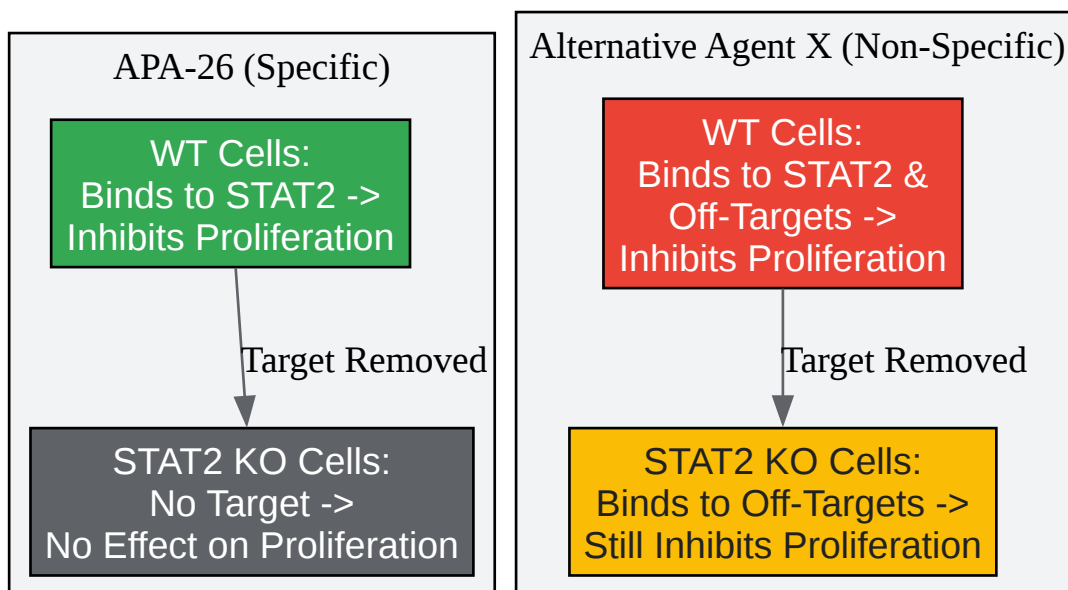 APA-26 (Specific)
WT Cells:
Binds to STAT2 ->
Inhibits Proliferation
Target Removed
STAT2 KO Cells:
No Target ->
No Effect on Proliferation
Alternative Agent X (Non-Specific)
WT Cells:
Binds to STAT2 &
Off-Targets ->
Inhibits Proliferation
Target Removed
STAT2 KO Cells:
Binds to Off-Targets ->
Still Inhibits Proliferation